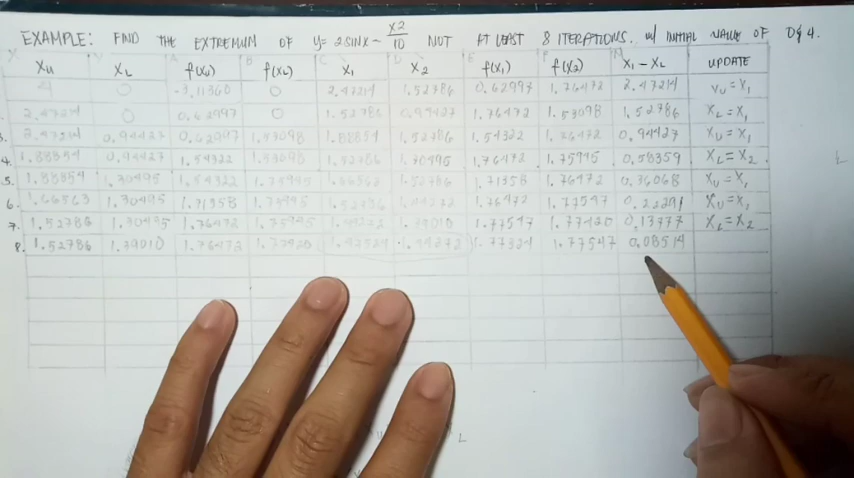 EXAMPLE: FIND THE EXTREMUM OF y= 2SINX - X2/10 NOT AT LEAST 8 ITERATIONS. W/ INITIAL VALUE OF 0 & 4.
XU XL f(XU) f(XL) X1 X2 f(X1) f(X2) X1-XL UPDATE
4 0 -3.11360 0 2.47214 1.52786 0.62997 1.76472 2.47214 XU=X1
2.47214 0 0.62997 0 1.52786 0.94427 1.76472 1.53098 1.52786 XL=X2
3. 2.47214 0.94427 0.62997 1.53098 1.88854 1.52786 1.54322 1.76472 0.94427 XU=X1
4. 1.88854 0.94427 1.54322 1.53098 1.52786 1.30495 1.76472 1.75945 0.58359 XL=X2
5. 1.88854 1.30495 1.54322 1.75945 1.52786 1.71358 1.76472 0.36068 XU=X1
6. 1.66563 1.30495 1.71358 1.75945 1.52786 1.44272 1.76472 1.77547 0.22291 XU=X1
7. 1.52786 1.30495 1.76472 1.75945 1.39010 1.77547 1.77420 0.13777 XL=X2
8. 1.52786 1.39010 1.76472 1.77420 1.44272 1.77324 1.77547 0.08514
L